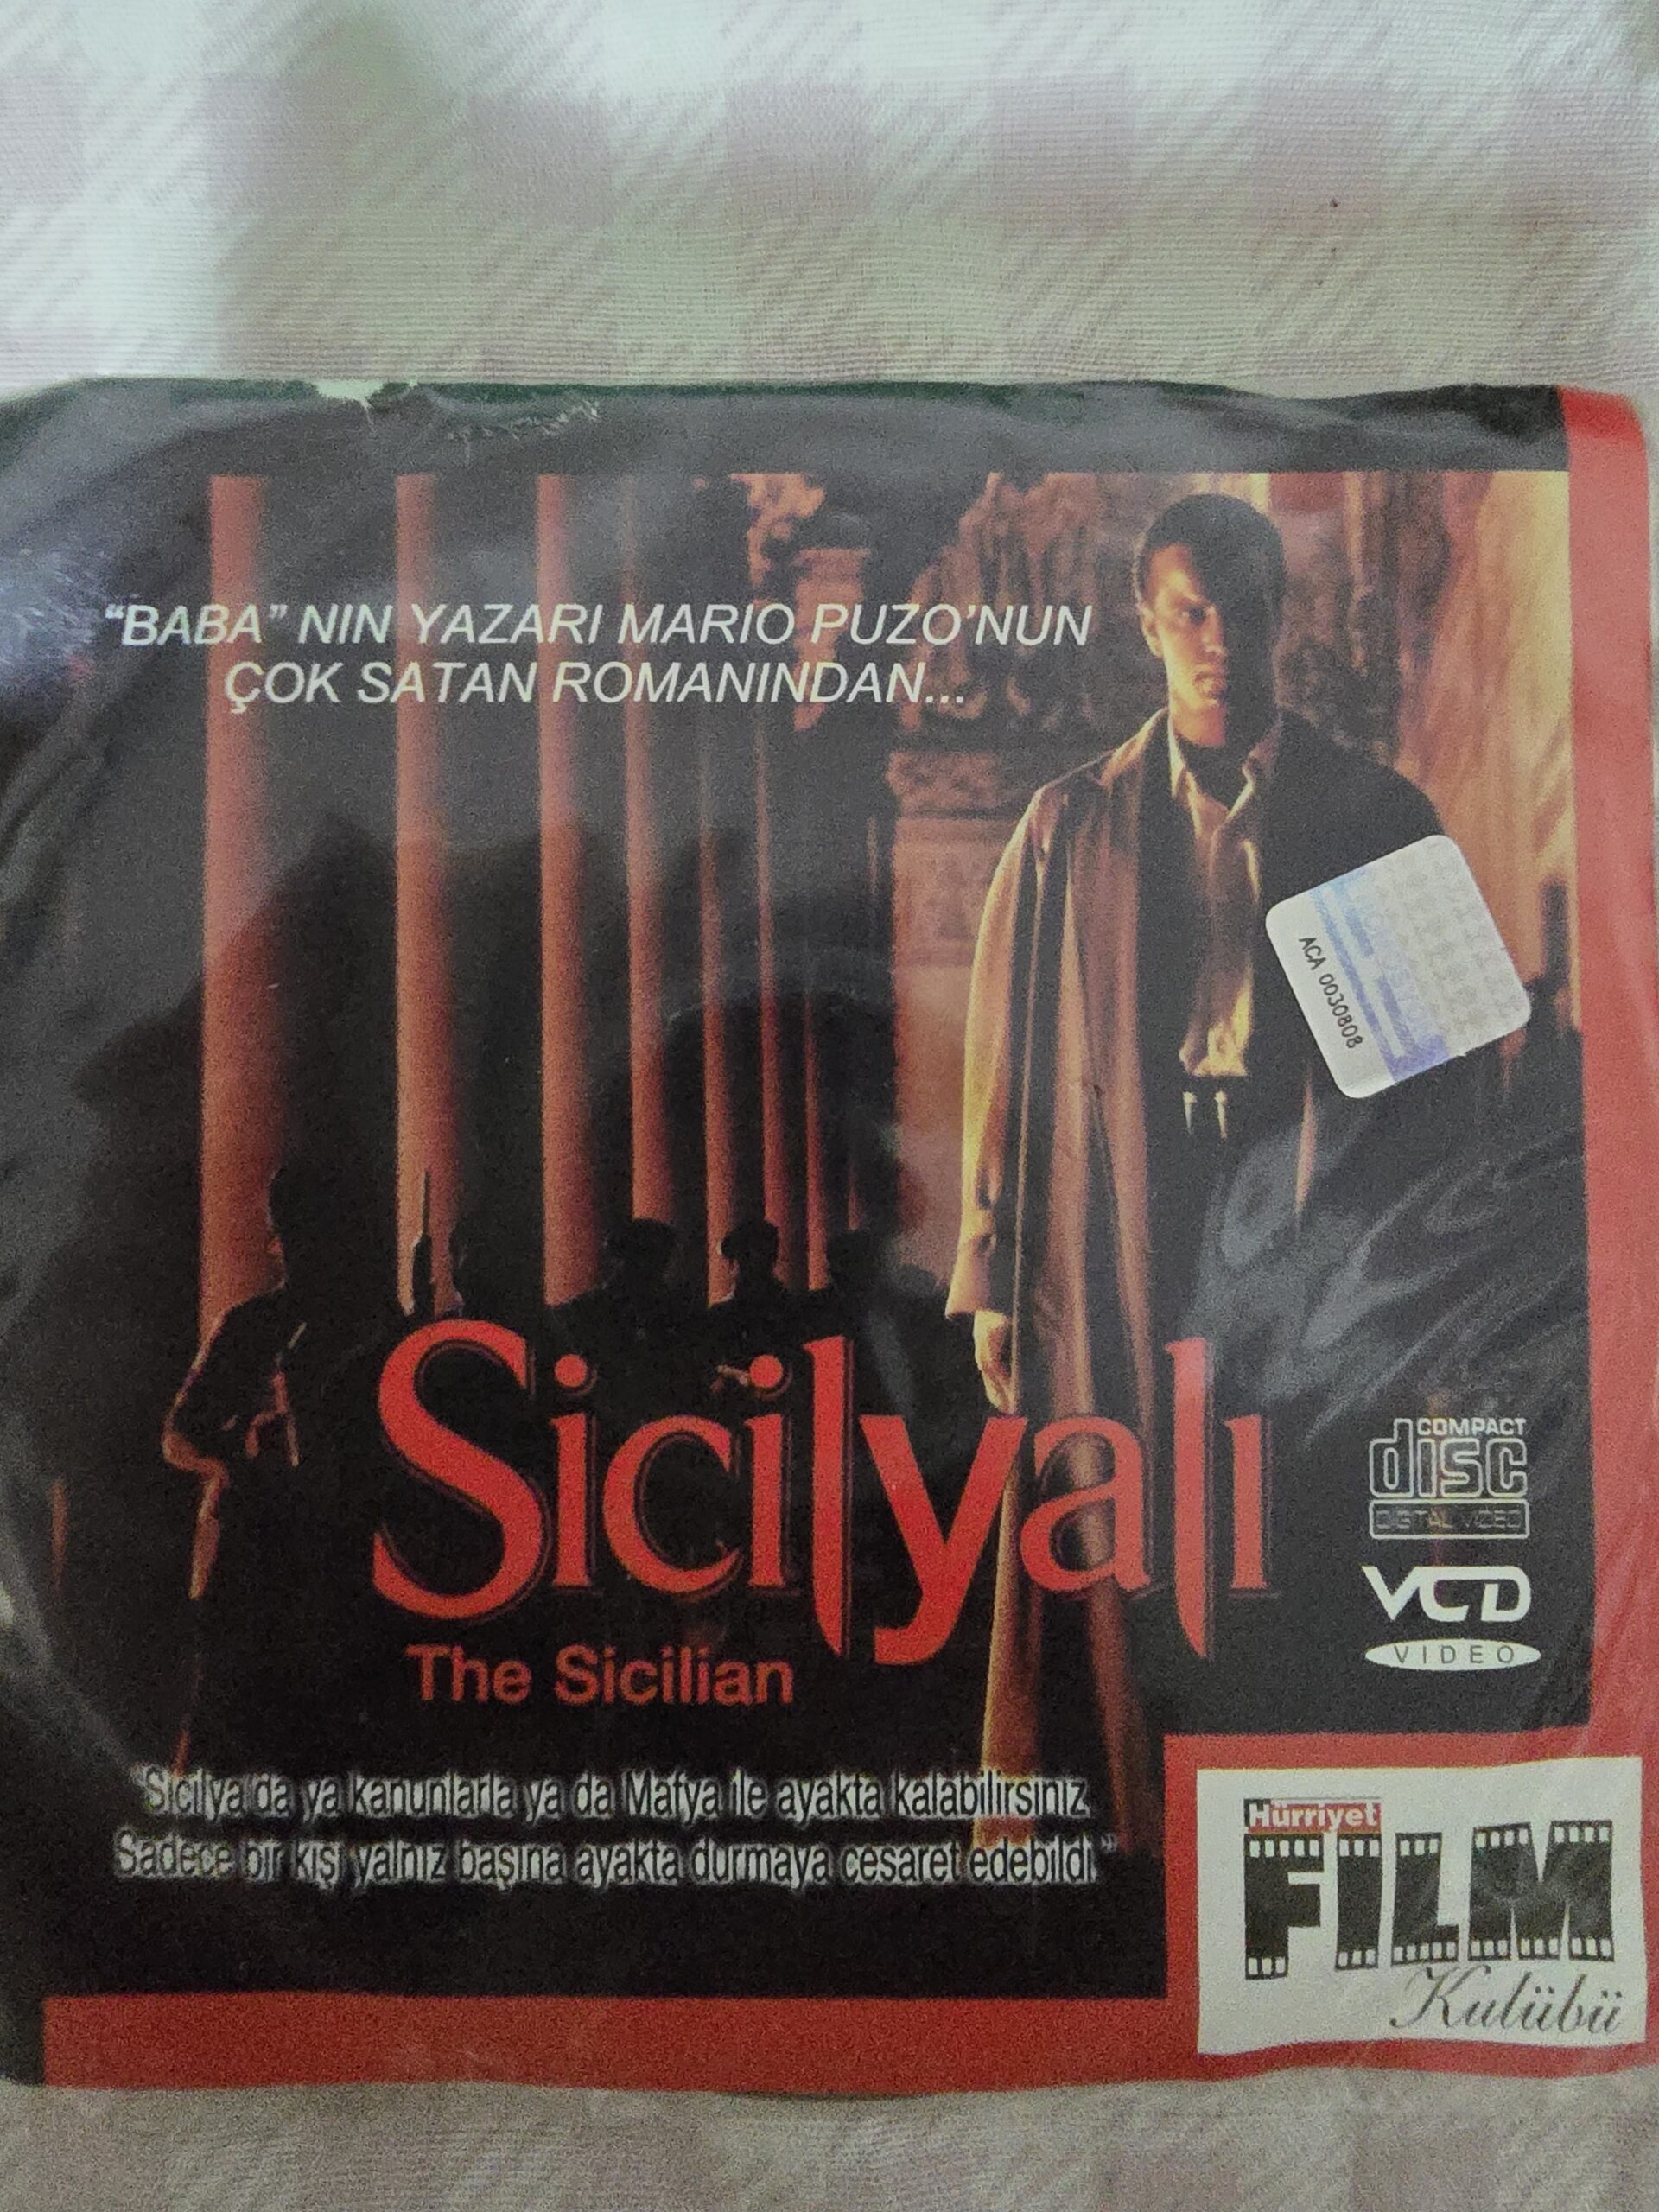 "BABA" NIN YAZARI MARIO PUZO'NUN
ÇOK SATAN ROMANINDAN...
ACA 0030808
Sicilyalı
The Sicilian
COMPACT
disc
DIGITAL VIDEO
VCD
VIDEO
"Sicilya'da ya kanunlarla ya da Mafya ile ayakta kalabilirsiniz.
Sadece bir kişi yalnız başına ayakta durmaya cesaret edebildi."
Hürriyet
FILM
Kulübü